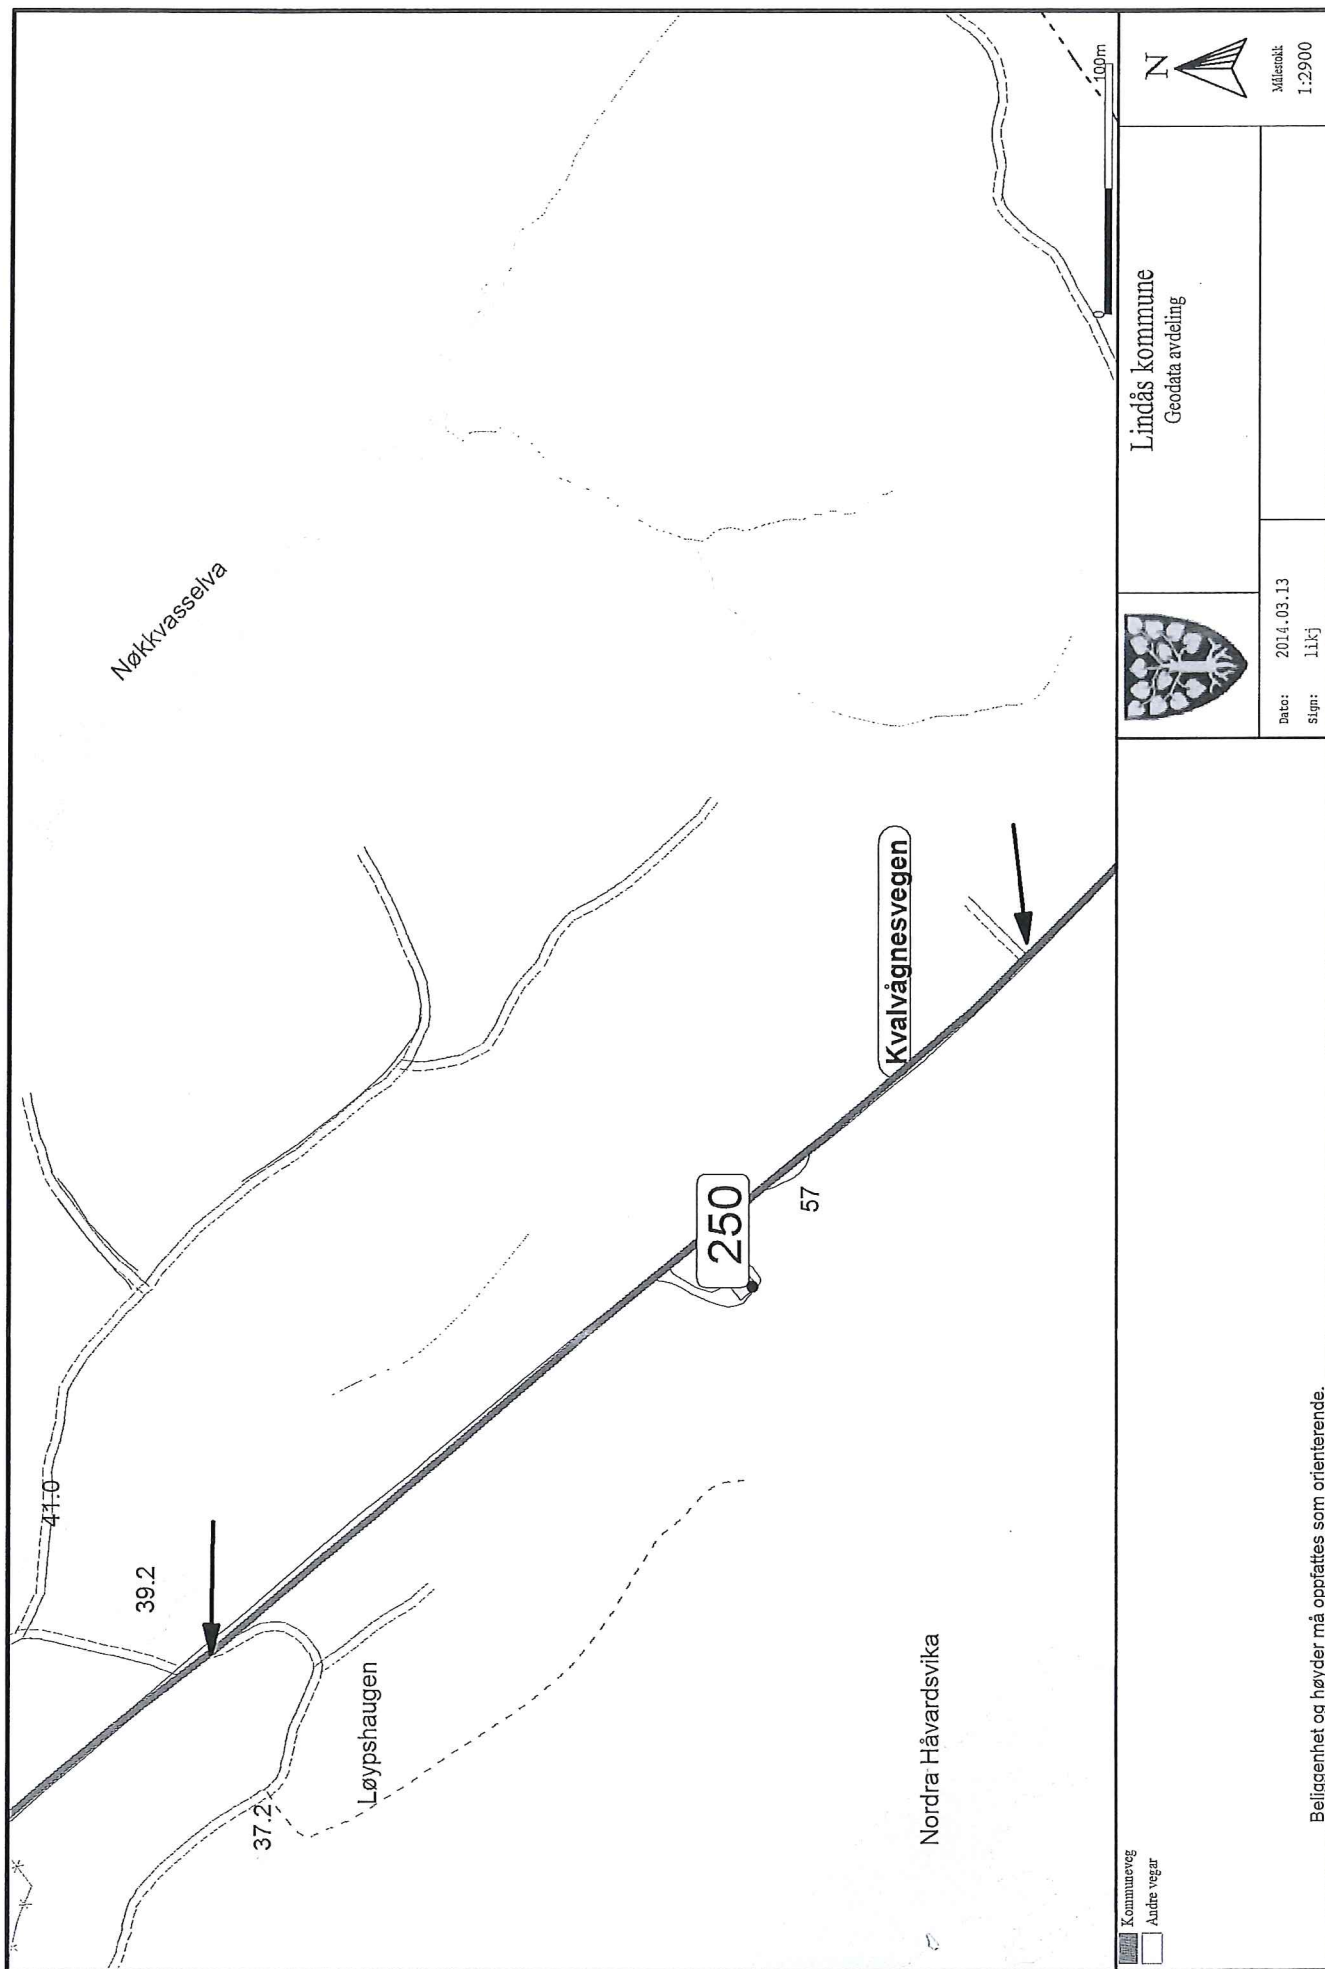 Nøkkvasselva
41.0
39.2
37.2
Løypshaugen
Nordra Håvardsvika
250
57
Kvalvågnesvegen
0
100m
Kommuneveg
Andre vegar
Beliggenhet og høyder må oppfattes som orienterende.
Lindås kommune
Geodata avdeling
Dato: 2014.03.13
Sign: likj
N
Målestokk
1:2900